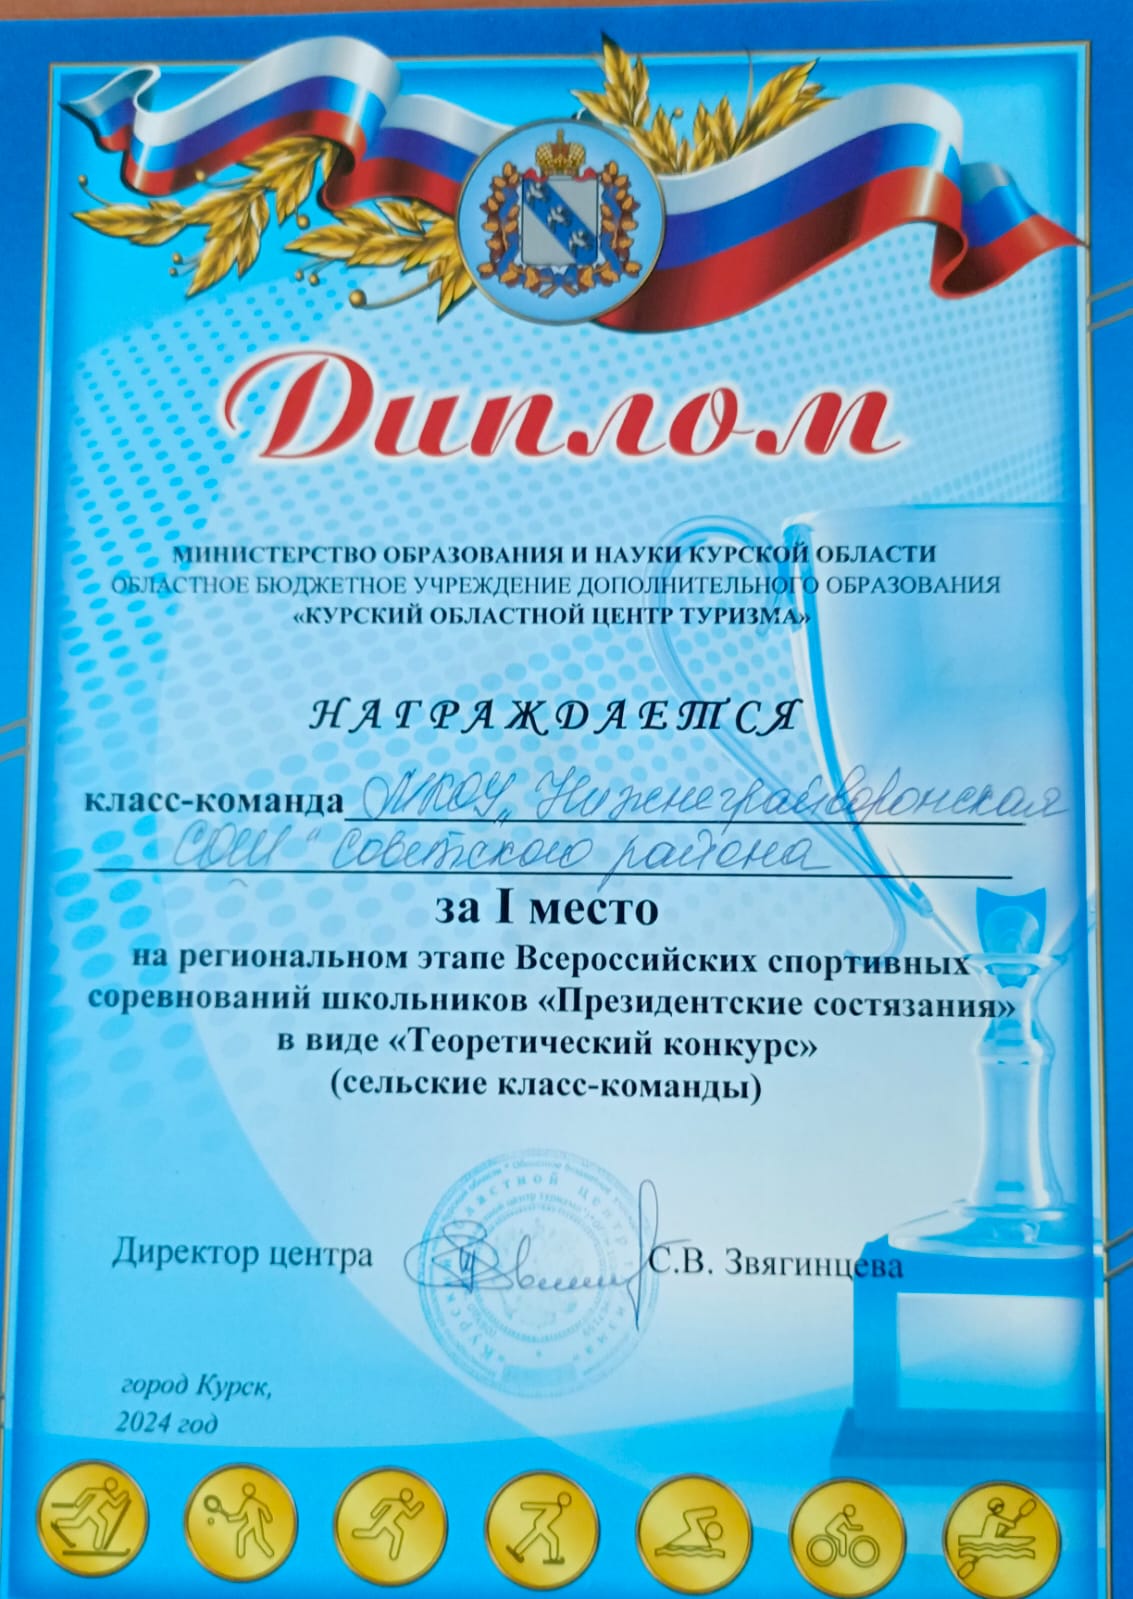 Диплом
МИНИСТЕРСТВО ОБРАЗОВАНИЯ И НАУКИ КУРСКОЙ ОБЛАСТИ
ОБЛАСТНОЕ БЮДЖЕТНОЕ УЧРЕЖДЕНИЕ ДОПОЛНИТЕЛЬНОГО ОБРАЗОВАНИЯ
«КУРСКИЙ ОБЛАСТНОЙ ЦЕНТР ТУРИЗМА»
НАГРАЖДАЕТСЯ
класс-команда МКОУ „Нижнеграйворонская
СОШ" Советского района
за I место
на региональном этапе Всероссийских спортивных
соревнований школьников «Президентские состязания»
в виде «Теоретический конкурс»
(сельские класс-команды)
Директор центра С.В. Звягинцева
город Курск,
2024 год